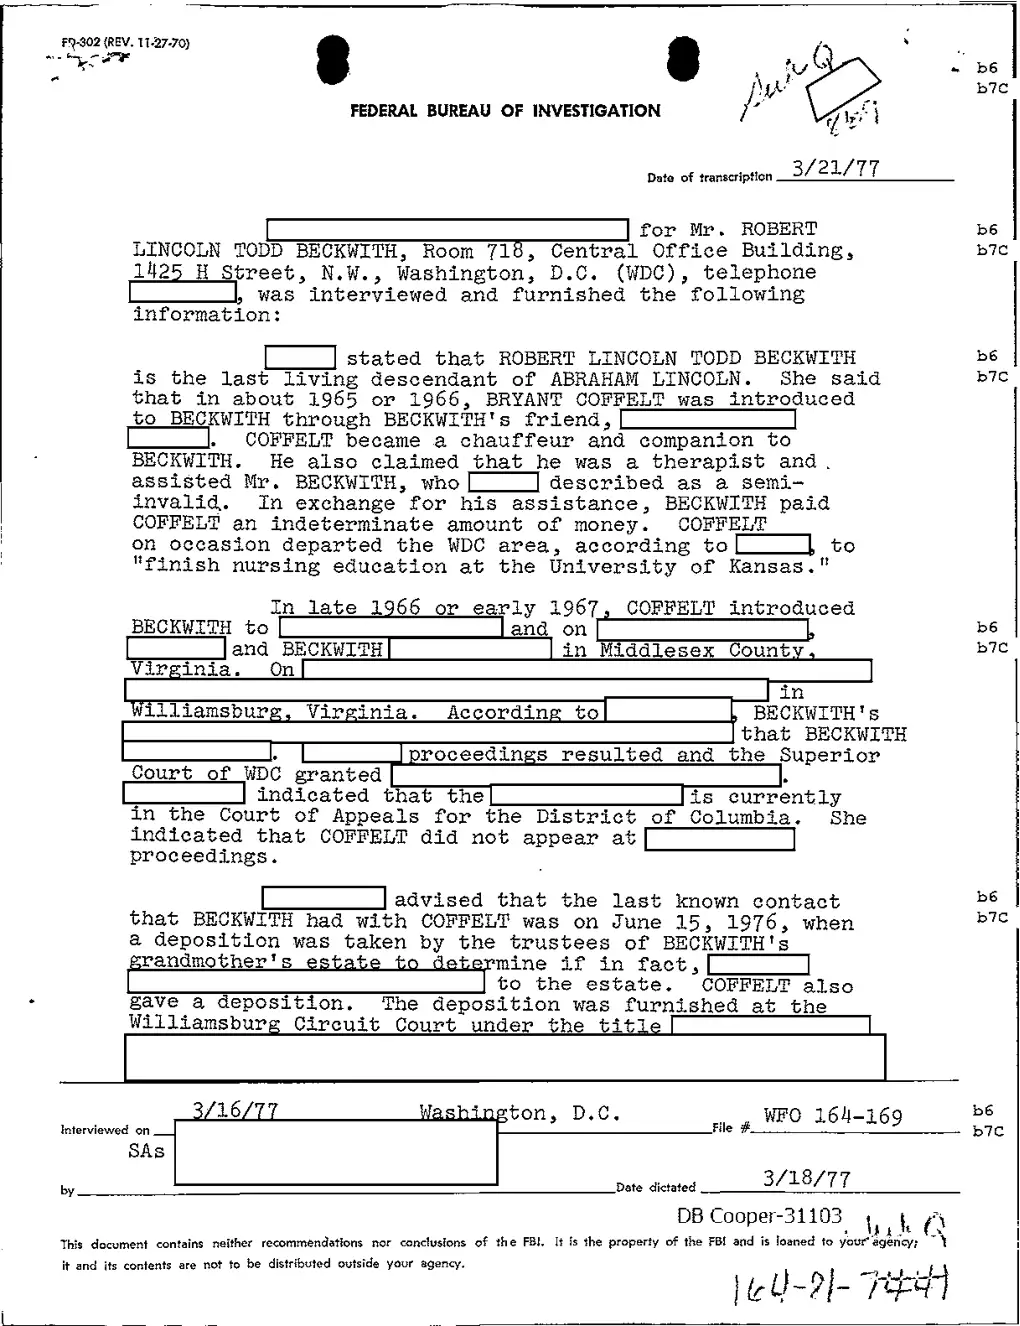 FD-302 (REV. 11-27-70)
Sub Q
b6
b7C
FEDERAL BUREAU OF INVESTIGATION
Date of transcription 3/21/77
for Mr. ROBERT
b6
LINCOLN TODD BECKWITH, Room 718, Central Office Building,
b7C
1425 H Street, N.W., Washington, D.C. (WDC), telephone
, was interviewed and furnished the following
information:
stated that ROBERT LINCOLN TODD BECKWITH
b6
is the last living descendant of ABRAHAM LINCOLN. She said
b7C
that in about 1965 or 1966, BRYANT COFFELT was introduced
to BECKWITH through BECKWITH's friend,
. COFFELT became a chauffeur and companion to
BECKWITH. He also claimed that he was a therapist and
assisted Mr. BECKWITH, who described as a semi-
invalid. In exchange for his assistance, BECKWITH paid
COFFELT an indeterminate amount of money. COFFELT
on occasion departed the WDC area, according to , to
"finish nursing education at the University of Kansas."
In late 1966 or early 1967, COFFELT introduced
BECKWITH to and on ,
b6
and BECKWITH in Middlesex County,
b7C
Virginia. On
in
Williamsburg, Virginia. According to , BECKWITH's
that BECKWITH
. proceedings resulted and the Superior
Court of WDC granted .
indicated that the is currently
in the Court of Appeals for the District of Columbia. She
indicated that COFFELT did not appear at
proceedings.
advised that the last known contact
b6
that BECKWITH had with COFFELT was on June 15, 1976, when
b7C
a deposition was taken by the trustees of BECKWITH's
grandmother's estate to determine if in fact,
to the estate. COFFELT also
gave a deposition. The deposition was furnished at the
Williamsburg Circuit Court under the title
Interviewed on 3/16/77 Washington, D.C. File # WFO 164-169
b6
b7C
SAs
by Date dictated 3/18/77
DB Cooper-31103
Sub Q
This document contains neither recommendations nor conclusions of the FBI. It is the property of the FBI and is loaned to your agency;
it and its contents are not to be distributed outside your agency.
164-81-7441